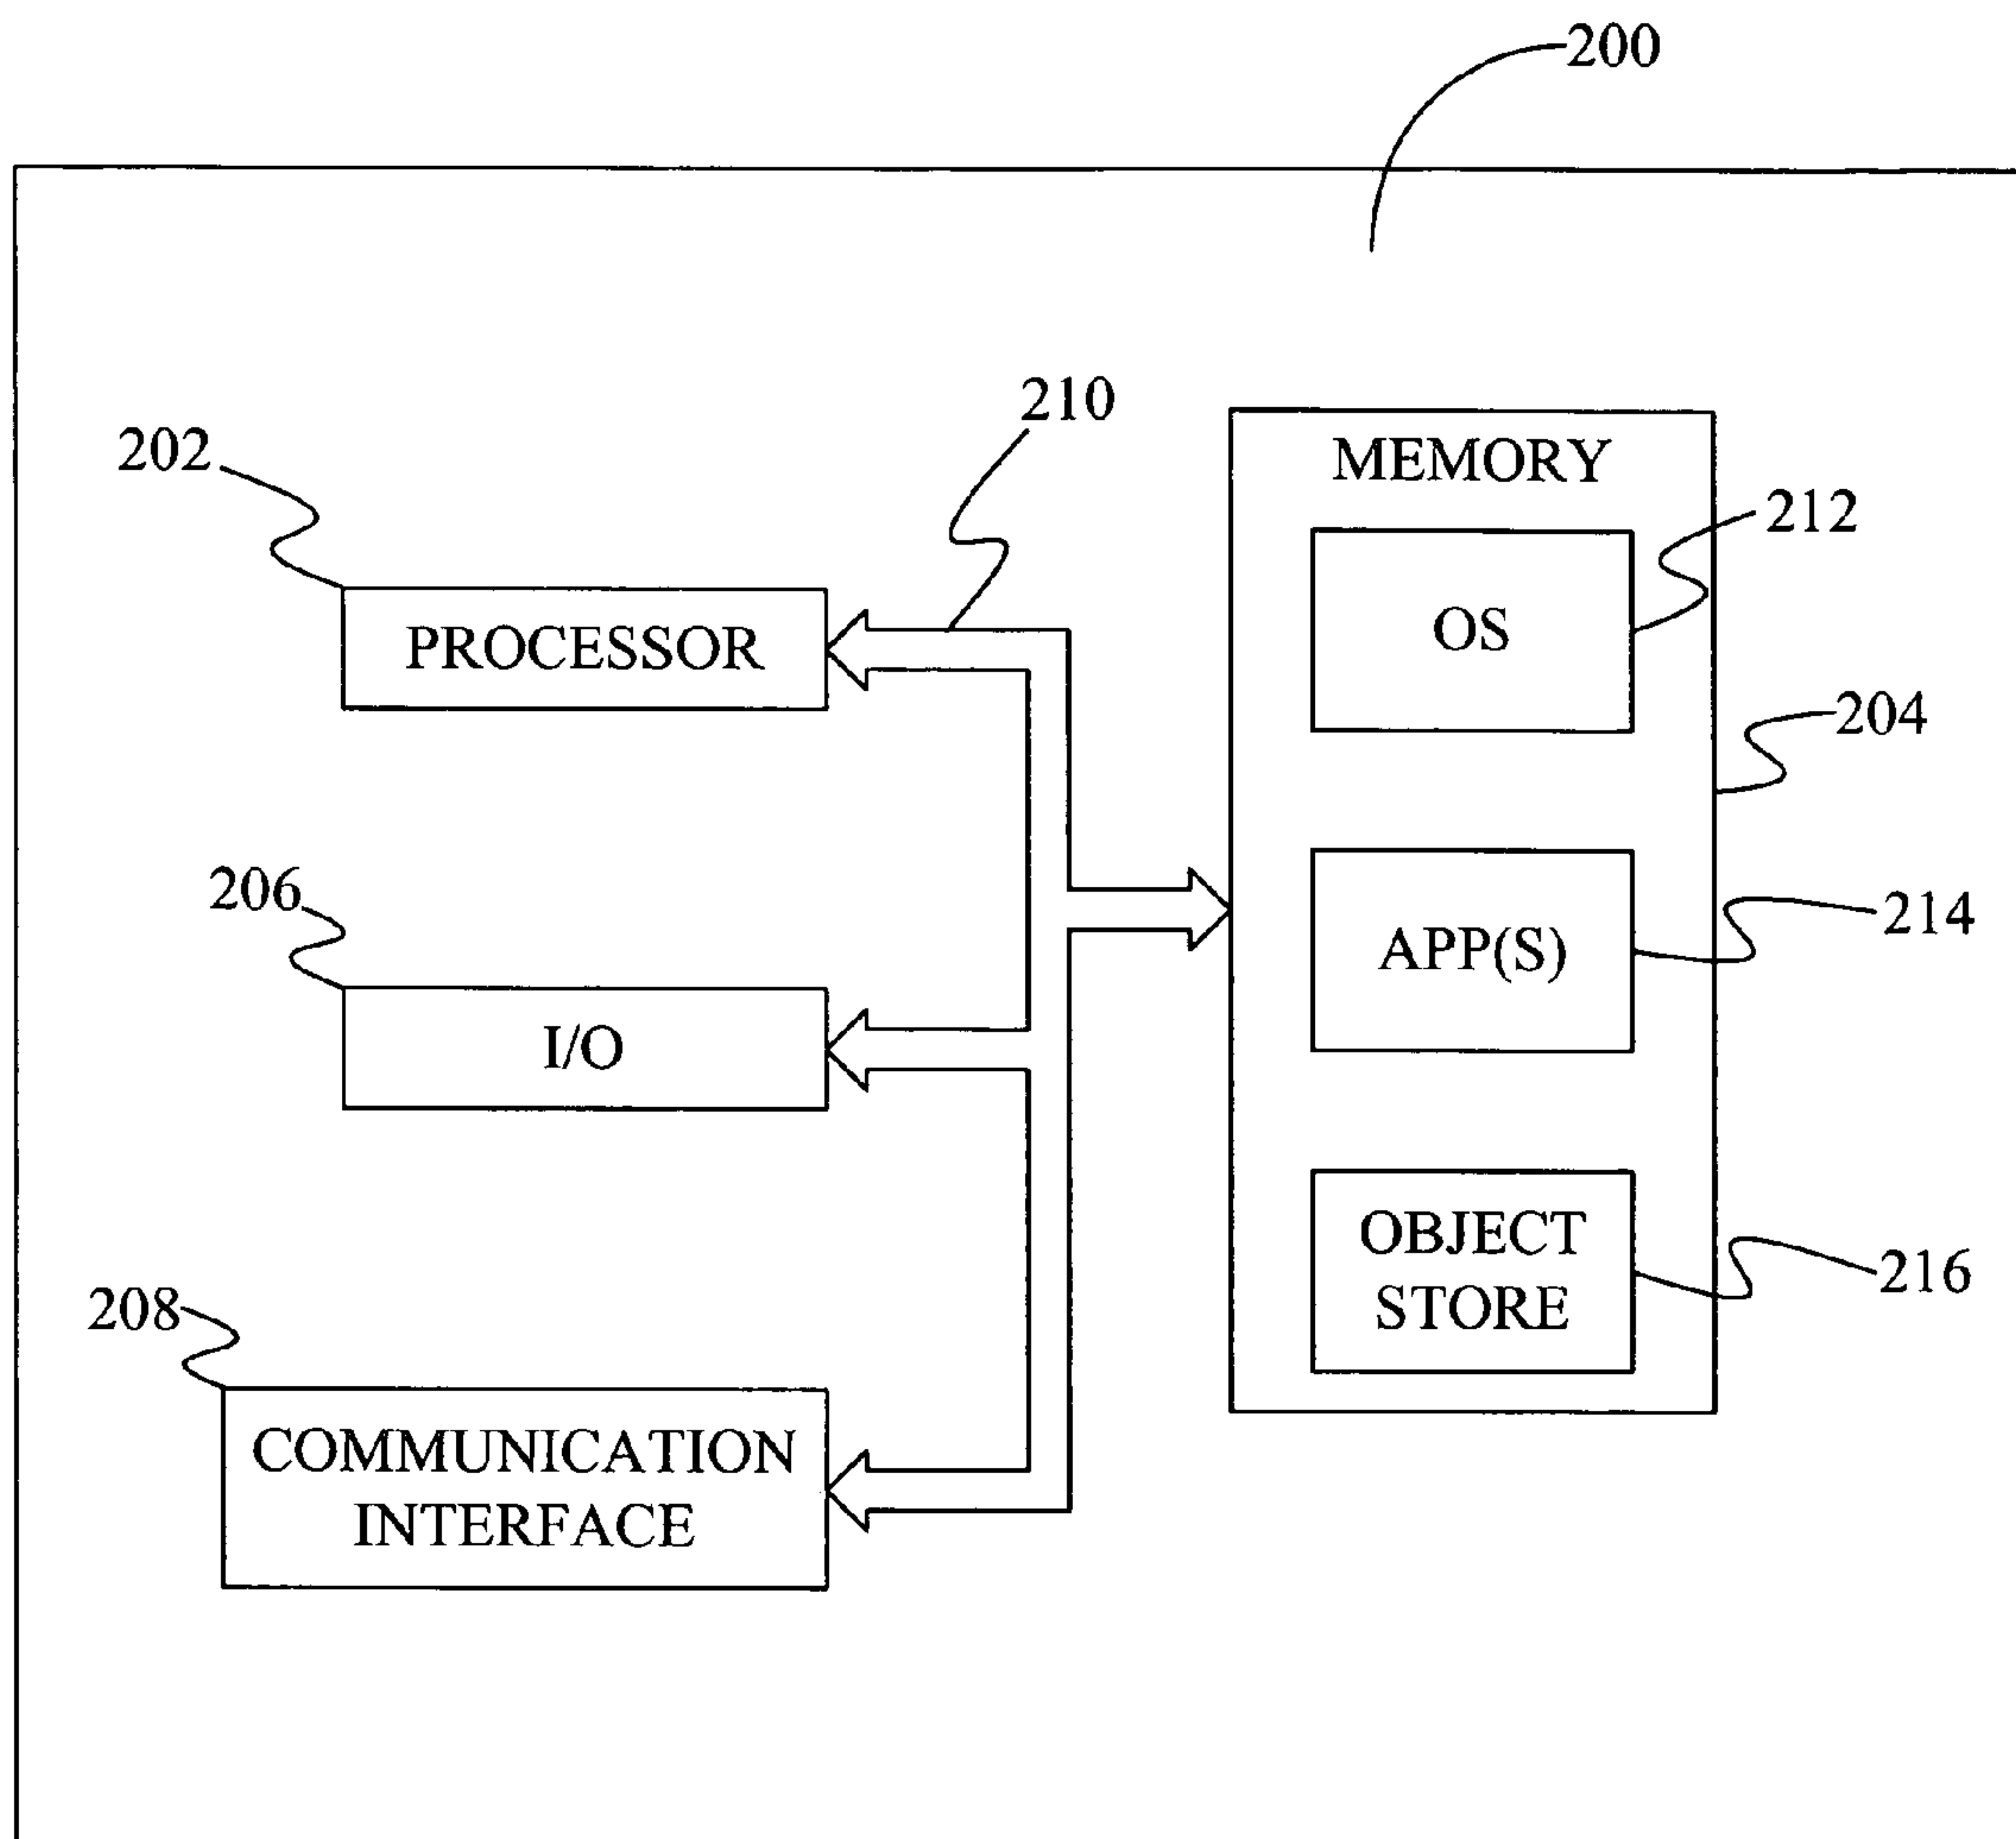 200
210
202
MEMORY
212
PROCESSOR
OS
204
206
APP(S)
214
I/O
OBJECT
STORE
216
208
COMMUNICATION
INTERFACE